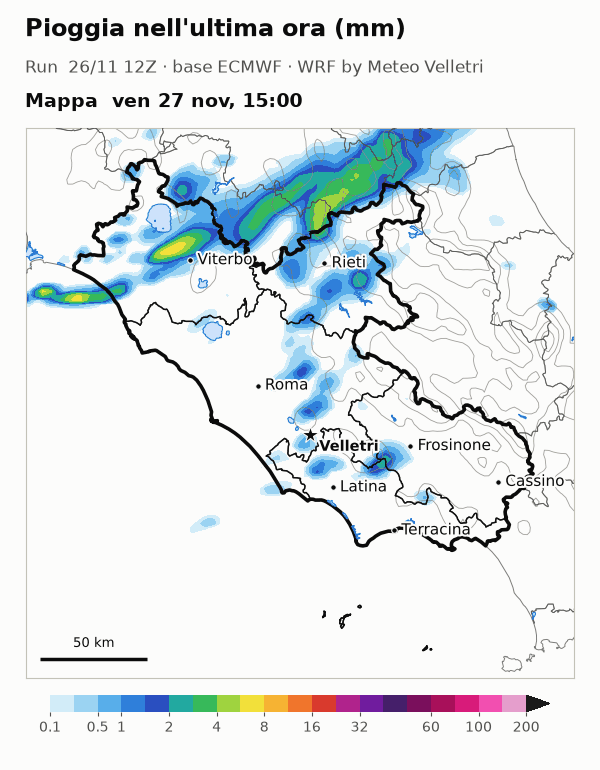 Pioggia nell'ultima ora (mm)
Run  26/11 12Z · base ECMWF · WRF by Meteo Velletri
Mappa  ven 27 nov, 15:00
Viterbo
Rieti
Roma
Velletri
Frosinone
Cassino
Latina
Terracina
50 km
0.1 0.5 1 2 4 8 16 32 60 100 200